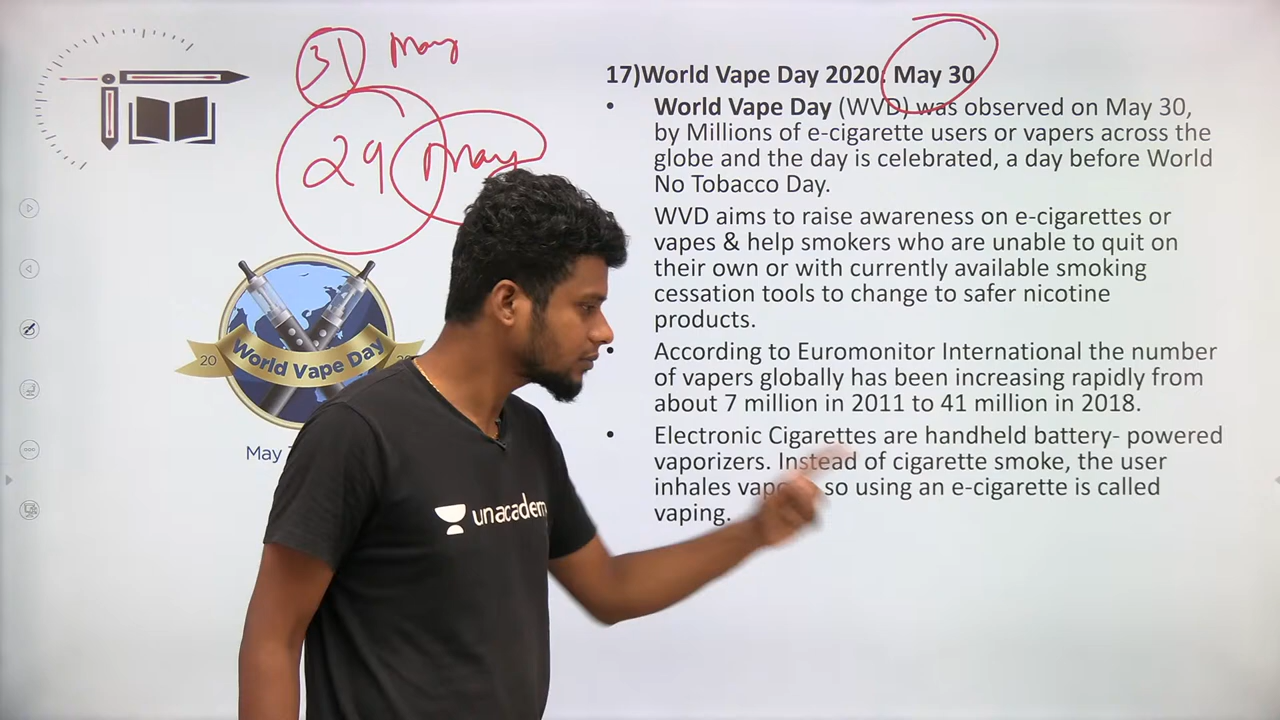 31 May
29 May
17)World Vape Day 2020: May 30
• World Vape Day (WVD) was observed on May 30,
by Millions of e-cigarette users or vapers across the
globe and the day is celebrated, a day before World
No Tobacco Day.
WVD aims to raise awareness on e-cigarettes or
vapes & help smokers who are unable to quit on
their own or with currently available smoking
cessation tools to change to safer nicotine
products.
• According to Euromonitor International the number
of vapers globally has been increasing rapidly from
about 7 million in 2011 to 41 million in 2018.
• Electronic Cigarettes are handheld battery- powered
vaporizers. Instead of cigarette smoke, the user
inhales so using an e-cigarette is called
vaping.
20 World Vape Day 20
May
unacadem